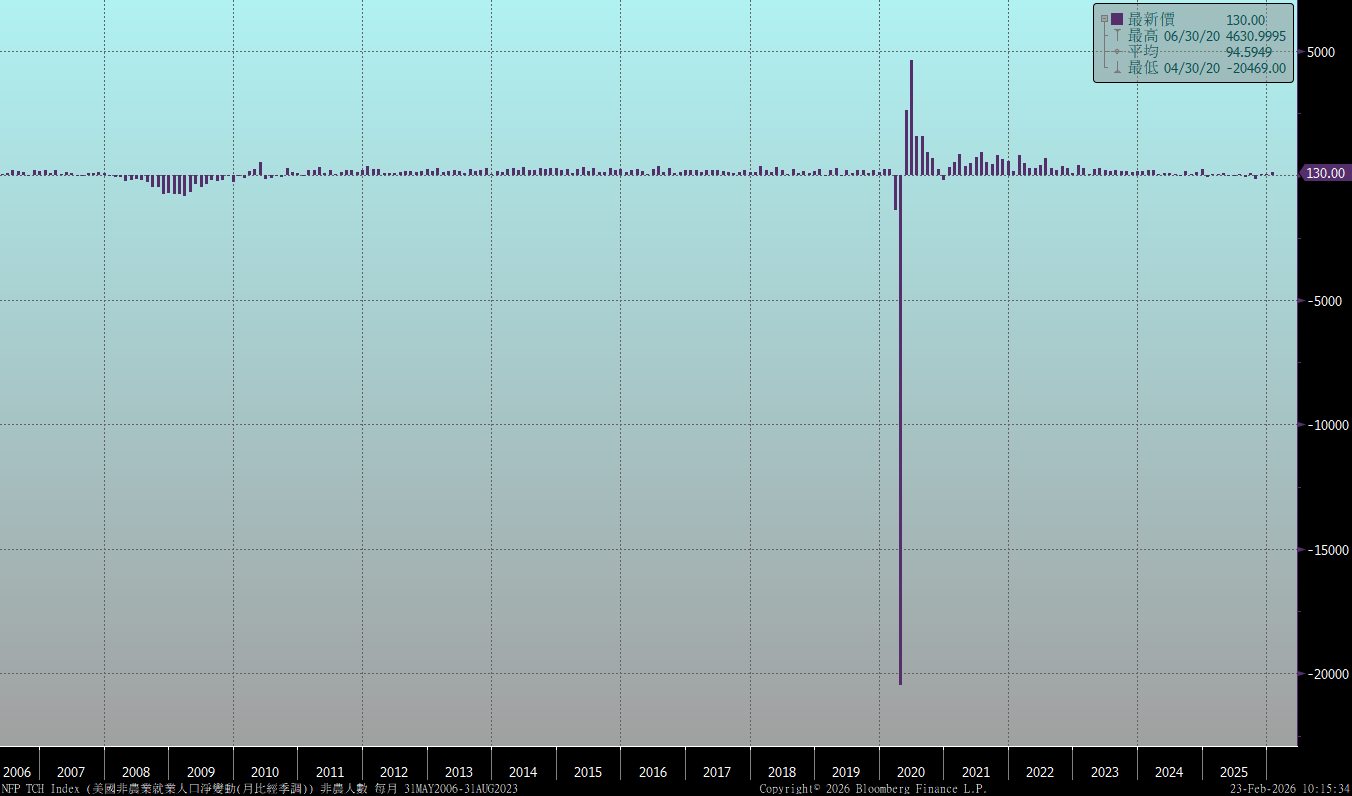 最新價 130.00
最高 06/30/20 4630.9995
平均 94.5949
最低 04/30/20 -20469.00
5000
130.00
-5000
-10000
-15000
-20000
2006 2007 2008 2009 2010 2011 2012 2013 2014 2015 2016 2017 2018 2019 2020 2021 2022 2023 2024 2025
NFP TCH Index (美國非農業就業人口淨變動(月比經季調)) 非農人數 每月 31MAY2006-31AUG2023 Copyright© 2026 Bloomberg Finance L.P. 23-Feb-2026 10:15:34